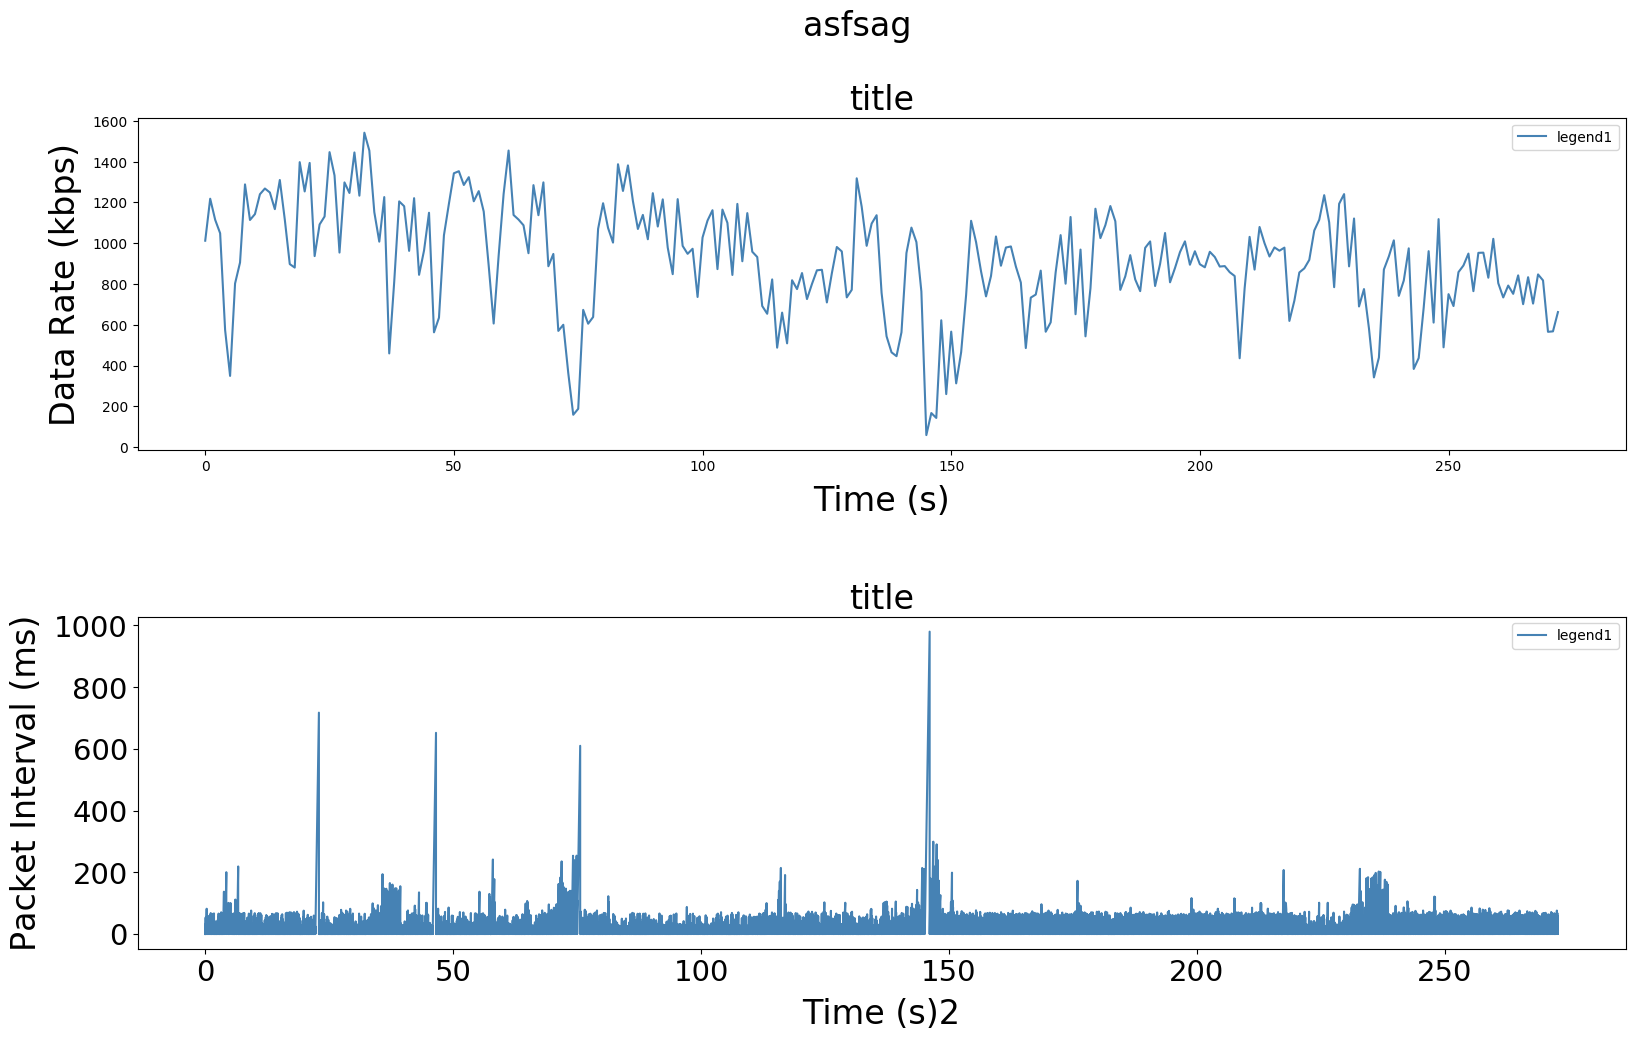 asfsag
title
1600
1400
1200
1000
800
600
400
200
0
Data Rate (kbps)
legend1
0 50 100 150 200 250
Time (s)
title
1000
800
600
400
200
0
Packet Interval (ms)
legend1
0 50 100 150 200 250
Time (s)2